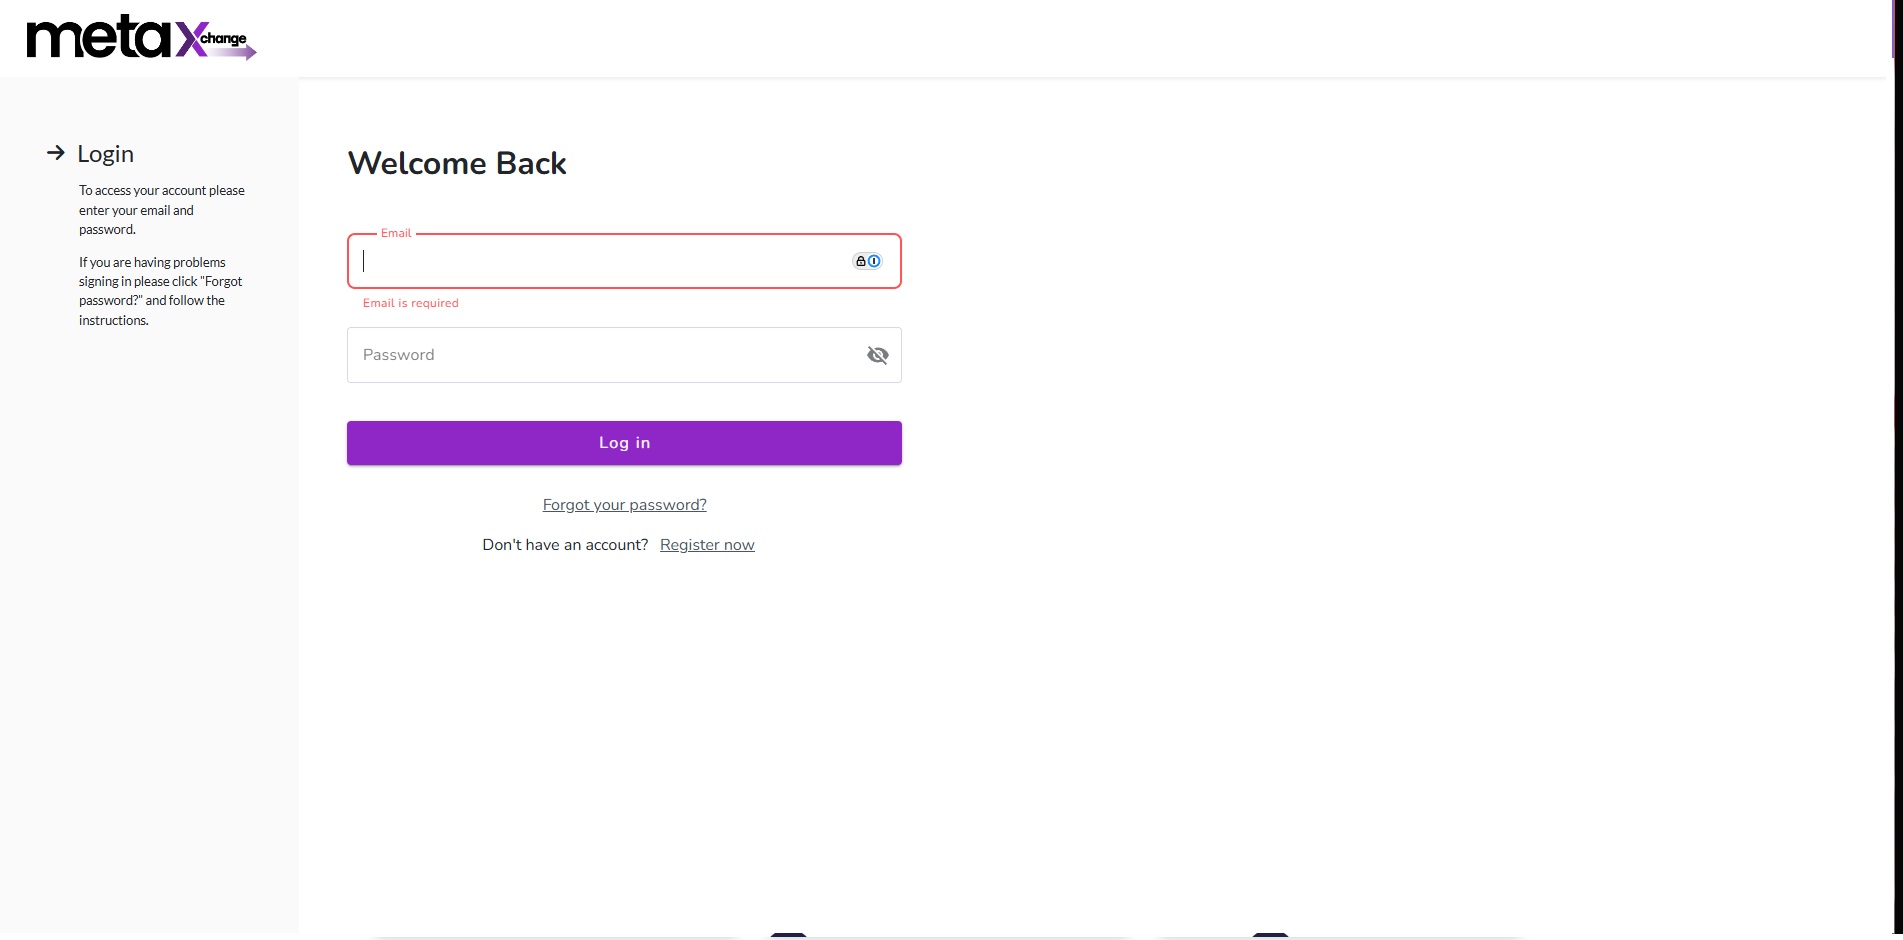 metaXchange
Login
To access your account please
enter your email and
password.
If you are having problems
signing in please click "Forgot
password?" and follow the
instructions.
Welcome Back
Email
Email is required
Password
Log in
Forgot your password?
Don't have an account? Register now